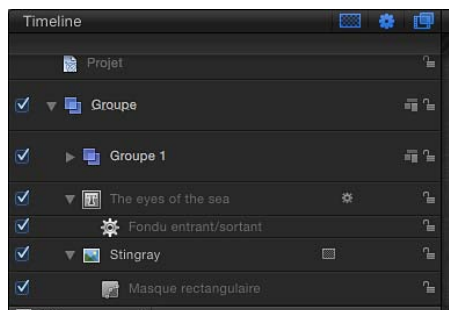 Timeline
Projet
Groupe
Groupe 1
The eyes of the sea
Fondu entrant/sortant
Stingray
Masque rectangulaire